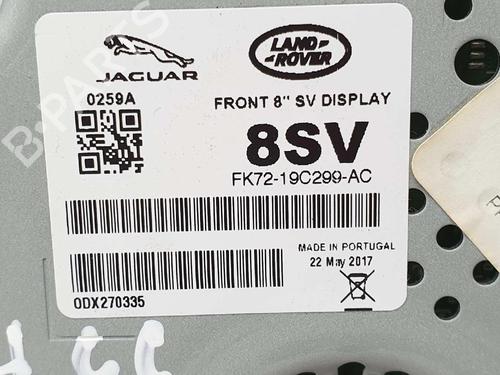 JAGUAR
LAND-
ROVER
0259A
FRONT 8" SV DISPLAY
8SV
FK72-19C299-AC
MADE IN PORTUGAL
22 May 2017
0DX270335
B-PARTS